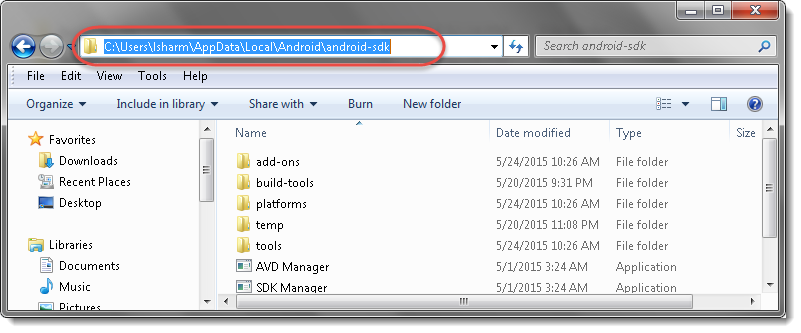 C:\Users\lsharm\AppData\Local\Android\android-sdk
Search android-sdk
File Edit View Tools Help
Organize Include in library Share with Burn New folder
Favorites
Downloads
Recent Places
Desktop
Libraries
Documents
Music
Pictures
Name Date modified Type Size
add-ons 5/24/2015 10:26 AM File folder
build-tools 5/20/2015 9:31 PM File folder
platforms 5/24/2015 10:26 AM File folder
temp 5/20/2015 11:08 PM File folder
tools 5/24/2015 10:26 AM File folder
AVD Manager 5/1/2015 3:24 AM Application
SDK Manager 5/1/2015 3:24 AM Application